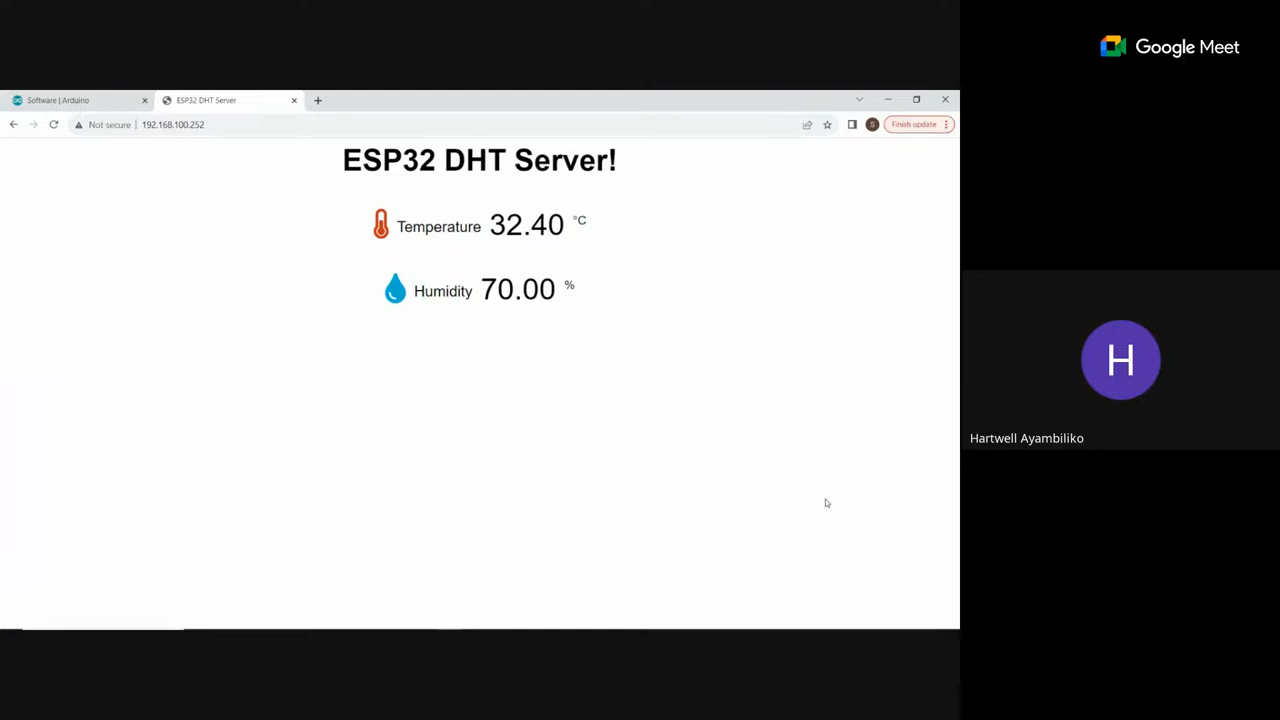 Google Meet
Software | Arduino
ESP32 DHT Server
Not secure
192.168.100.252
S
Finish update
ESP32 DHT Server!
Temperature 32.40 °C
Humidity 70.00 %
H
Hartwell Ayambiliko